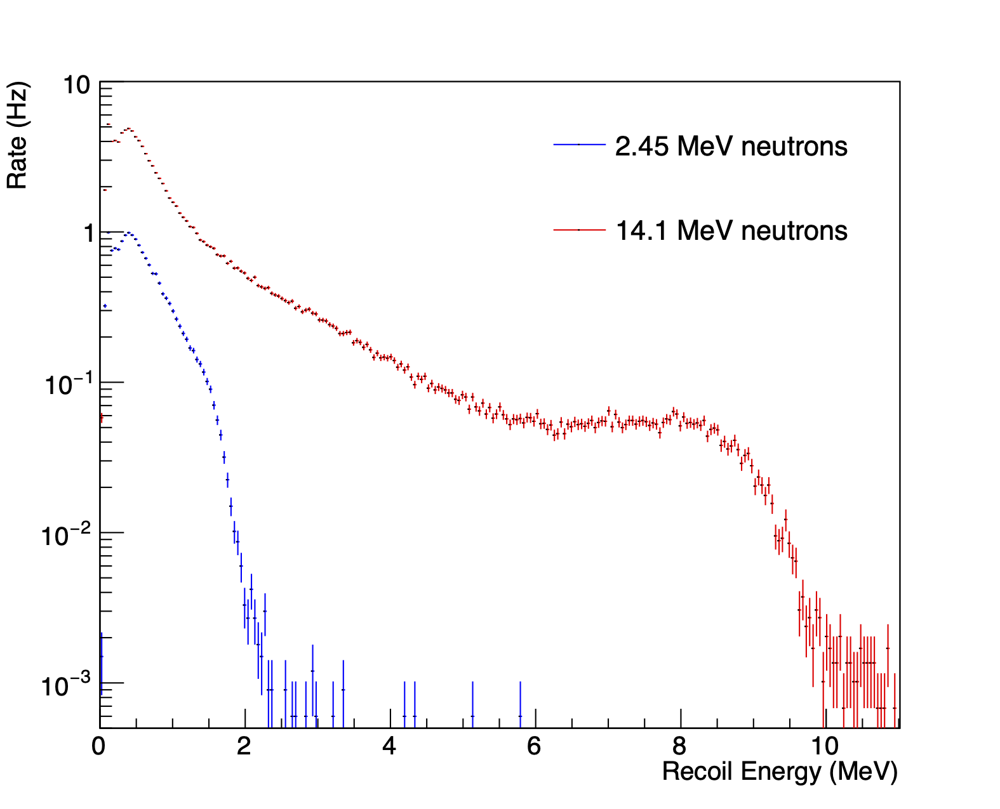 Rate (Hz)
10
1
10⁻¹
10⁻²
10⁻³
2.45 MeV neutrons
14.1 MeV neutrons
0 2 4 6 8 10
Recoil Energy (MeV)